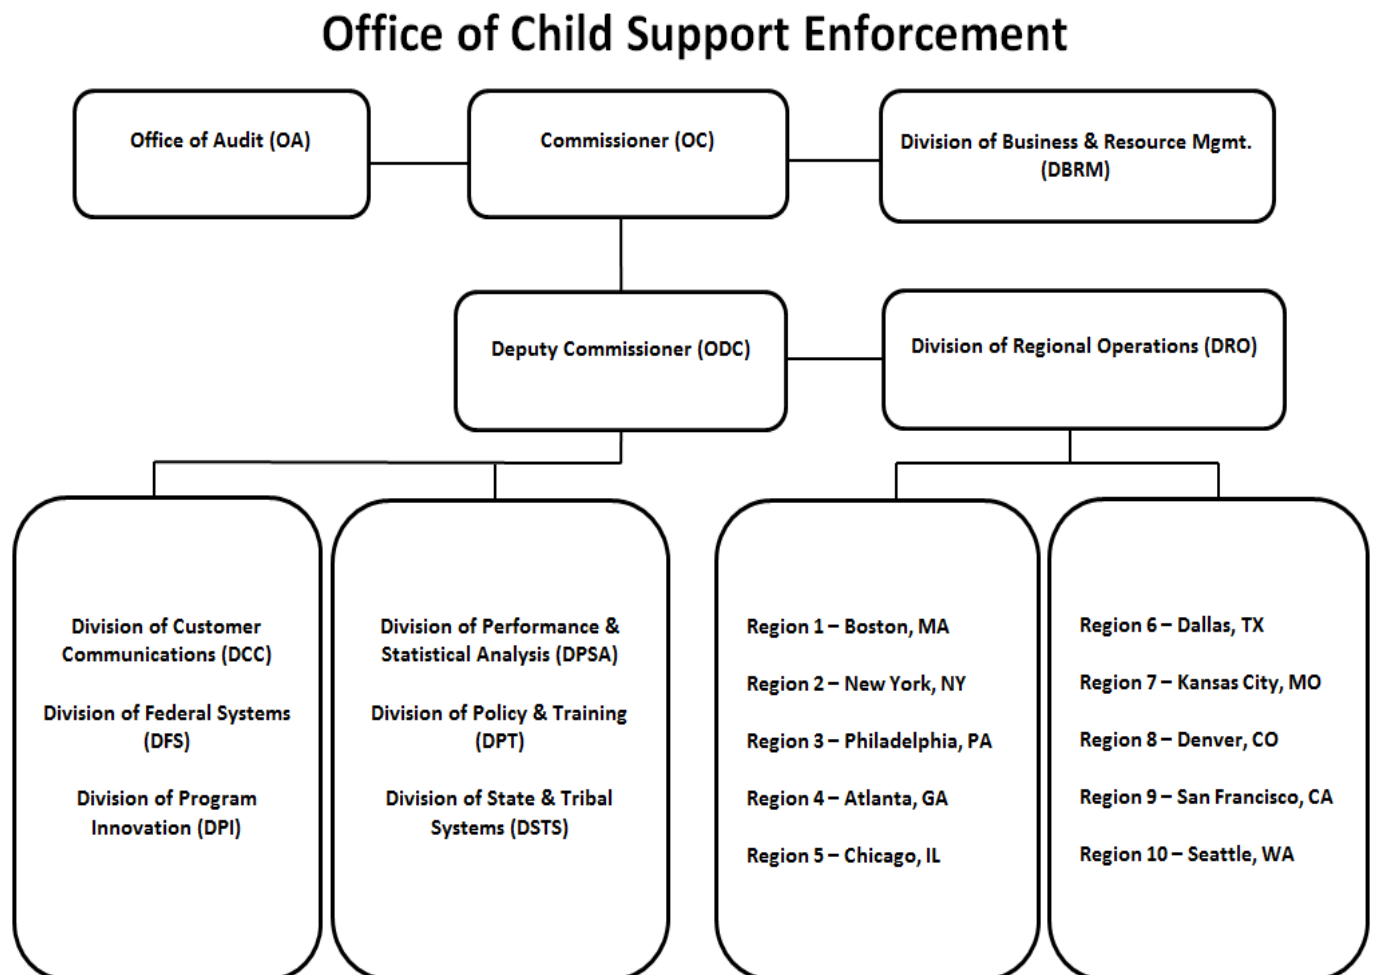 Office of Child Support Enforcement
Office of Audit (OA)
Commissioner (OC)
Division of Business & Resource Mgmt.
(DBRM)
Deputy Commissioner (ODC)
Division of Regional Operations (DRO)
Division of Customer
Communications (DCC)
Division of Federal Systems
(DFS)
Division of Program
Innovation (DPI)
Division of Performance &
Statistical Analysis (DPSA)
Division of Policy & Training
(DPT)
Division of State & Tribal
Systems (DSTS)
Region 1 – Boston, MA
Region 2 – New York, NY
Region 3 – Philadelphia, PA
Region 4 – Atlanta, GA
Region 5 – Chicago, IL
Region 6 – Dallas, TX
Region 7 – Kansas City, MO
Region 8 – Denver, CO
Region 9 – San Francisco, CA
Region 10 – Seattle, WA